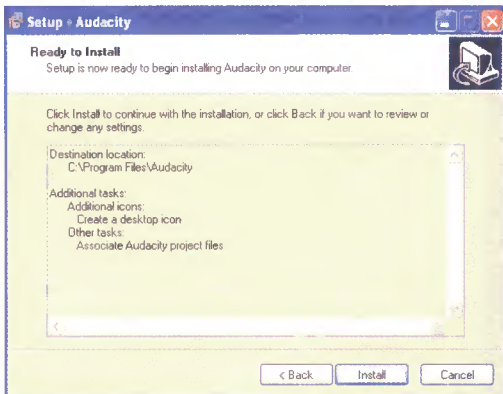 Setup - Audacity
Ready to Install
Setup is now ready to begin installing Audacity on your computer.
Click Install to continue with the installation, or click Back if you want to review or
change any settings.
Destination location:
C:\Program Files\Audacity
Additional tasks:
Additional icons:
Create a desktop icon
Other tasks:
Associate Audacity project files
< Back
Install
Cancel